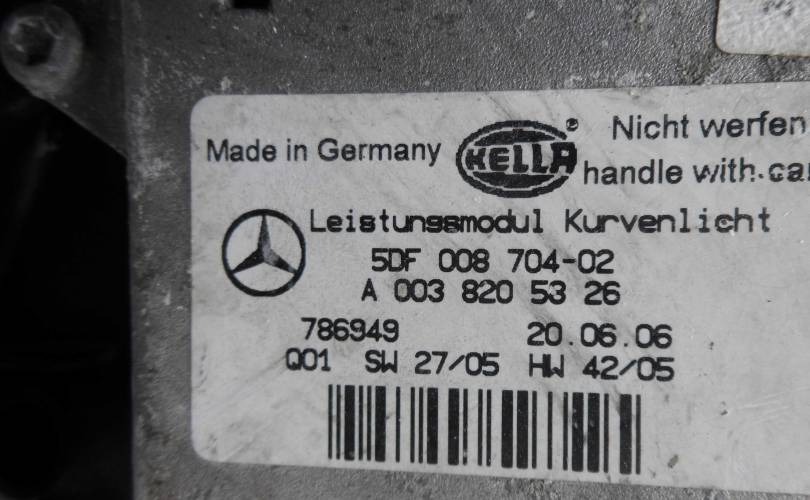 Made in Germany
HELLA
Nicht werfen
handle with care
Leistungsmodul Kurvenlicht
5DF 008 704-02
A 003 820 53 26
786949 20.06.06
Q01 SW 27/05 HW 42/05